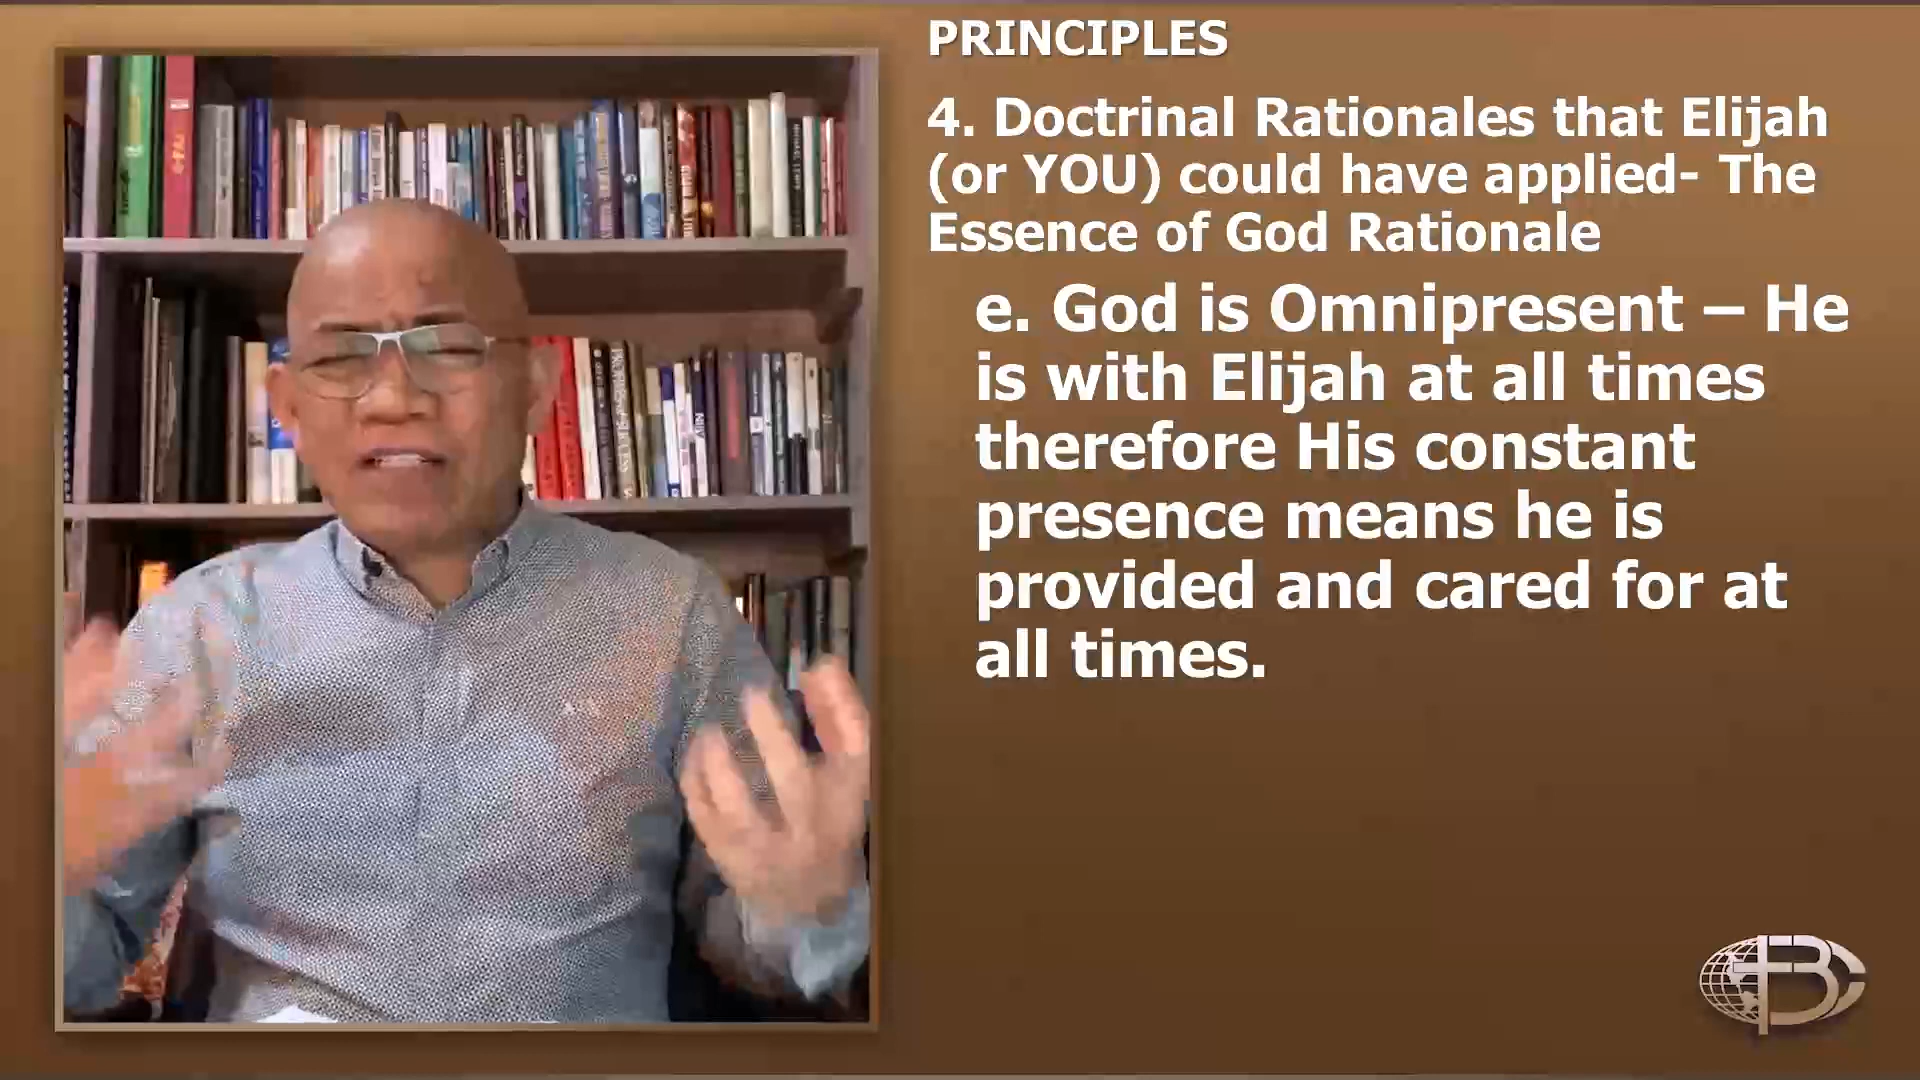 PRINCIPLES
4. Doctrinal Rationales that Elijah
(or YOU) could have applied- The
Essence of God Rationale
e. God is Omnipresent – He
is with Elijah at all times
therefore His constant
presence means he is
provided and cared for at
all times.